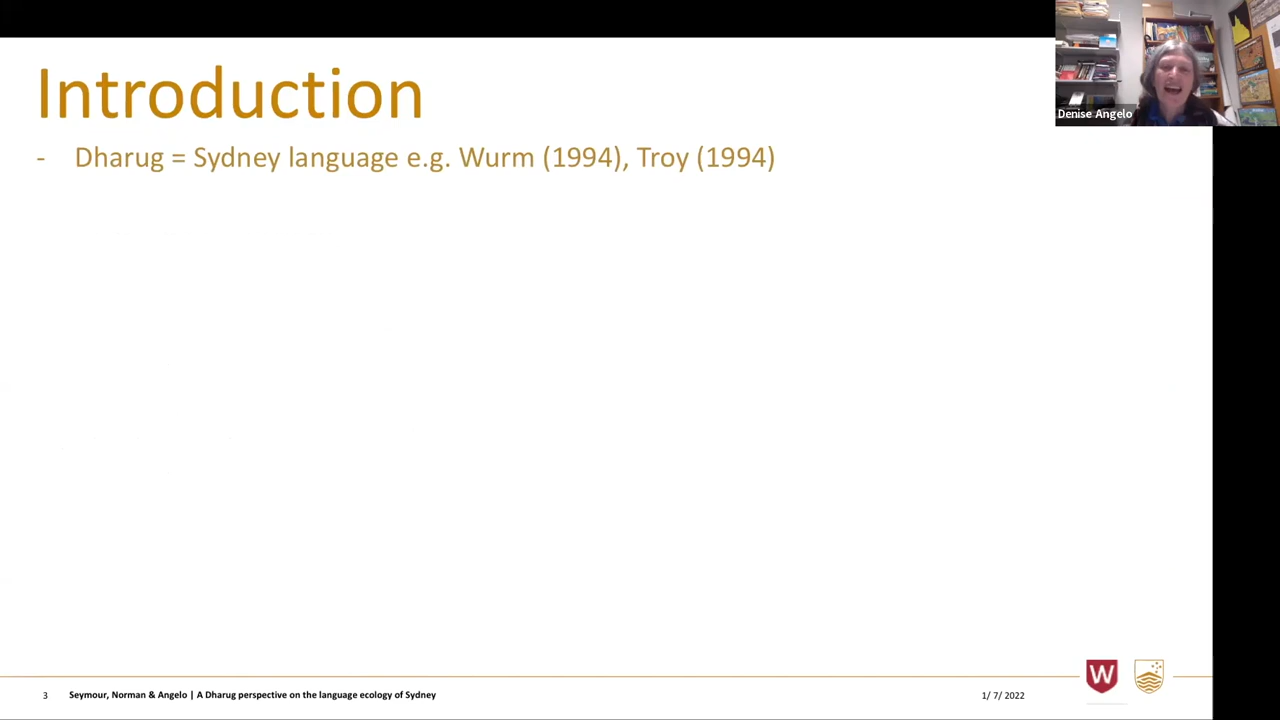 Introduction
- Dharug = Sydney language e.g. Wurm (1994), Troy (1994)
Denise Angelo
3 Seymour, Norman & Angelo | A Dharug perspective on the language ecology of Sydney 1/ 7/ 2022
W